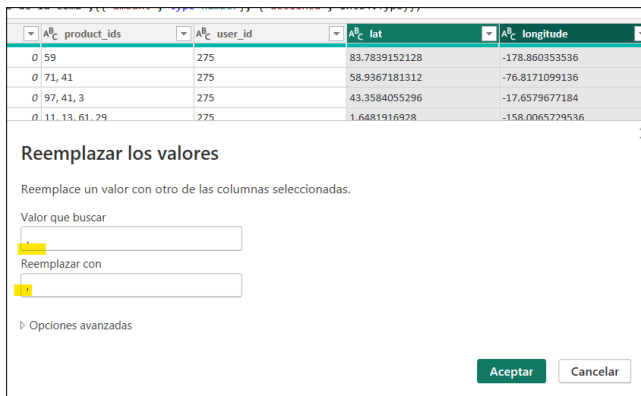 product_ids user_id lat longitude
0 59 275 83.7839152128 -178.860353536
0 71, 41 275 58.9367181312 -76.8171099136
0 97, 41, 3 275 43.3584055296 -17.6579677184
0 11, 13, 61, 29 275 1.6481916928 -158.0065729536
Reemplazar los valores
Reemplace un valor con otro de las columnas seleccionadas.
Valor que buscar
.
Reemplazar con
,
Opciones avanzadas
Aceptar Cancelar